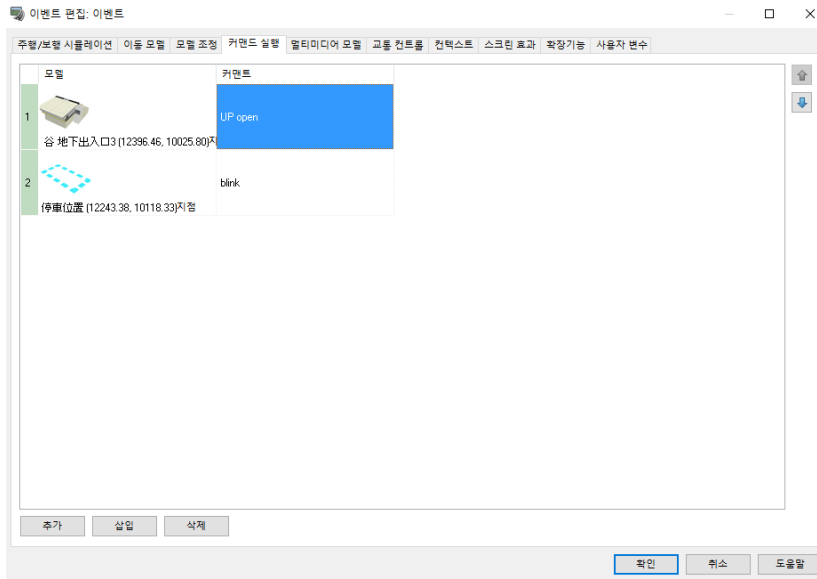 이벤트 편집: 이벤트
주행/보행 시뮬레이션 이동 모델 모델 조정 커맨드 실행 멀티미디어 모델 교통 컨트롤 컨텍스트 스크린 효과 확장기능 사용자 변수
모델 커맨트
1 UP open
谷 地下出入口3 (12396.46, 10025.80)지
2 blink
停車位置 (12243.38, 10118.33)지점
추가 삽입 삭제
확인 취소 도움말